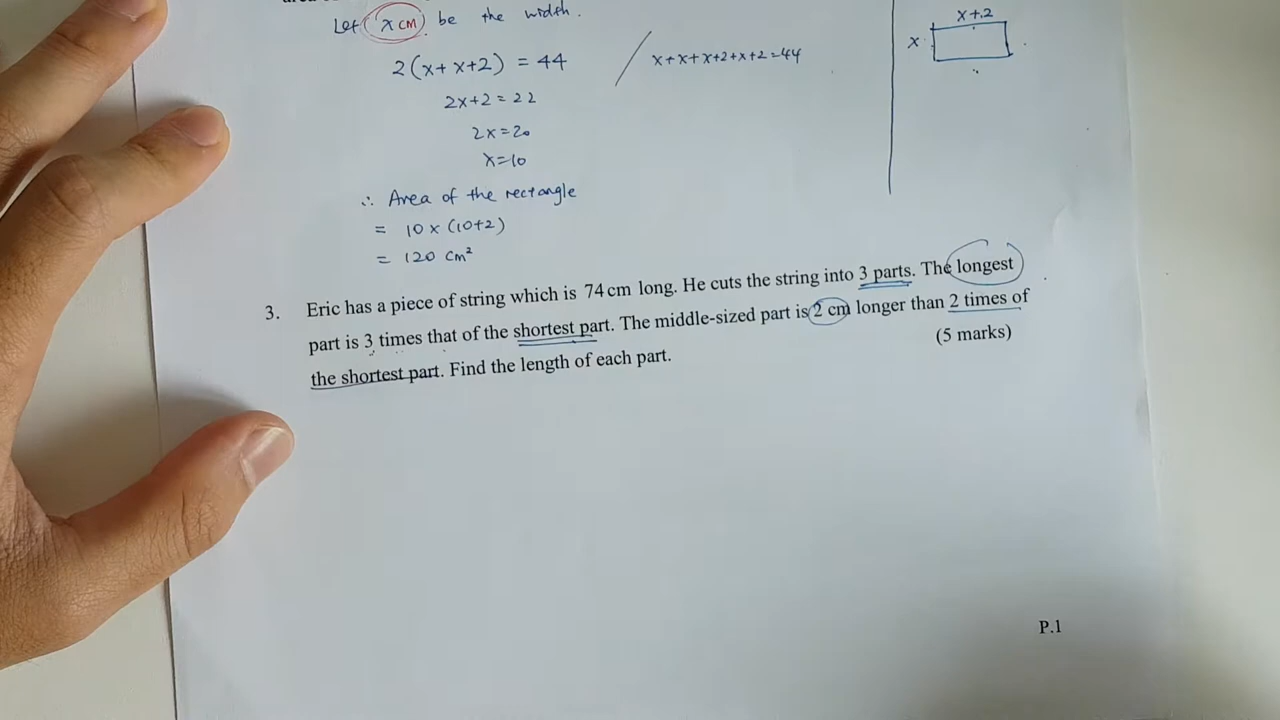 Let x cm be the width.
x+2
x
2(x+x+2) = 44 / x+x+x+2+x+2=44
2x+2=22
2x=20
x=10
∴ Area of the rectangle
= 10 × (10+2)
= 120 cm²
3. Eric has a piece of string which is 74 cm long. He cuts the string into 3 parts. The longest
part is 3 times that of the shortest part. The middle-sized part is 2 cm longer than 2 times of
the shortest part. Find the length of each part. (5 marks)
P.1